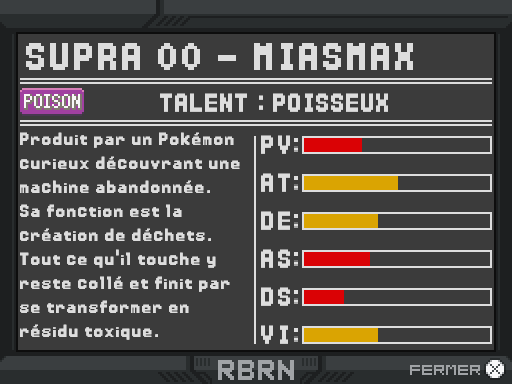 SUPRA 00 - MIASMAX
POISON
TALENT : POISSEUX
Produit par un Pokémon
curieux découvrant une
machine abandonnée.
Sa fonction est la
création de déchets.
Tout ce qu'il touche y
reste collé et finit par
se transformer en
résidu toxique.
PV:
AT:
DE:
AS:
DS:
VI:
RBRN
FERMER X